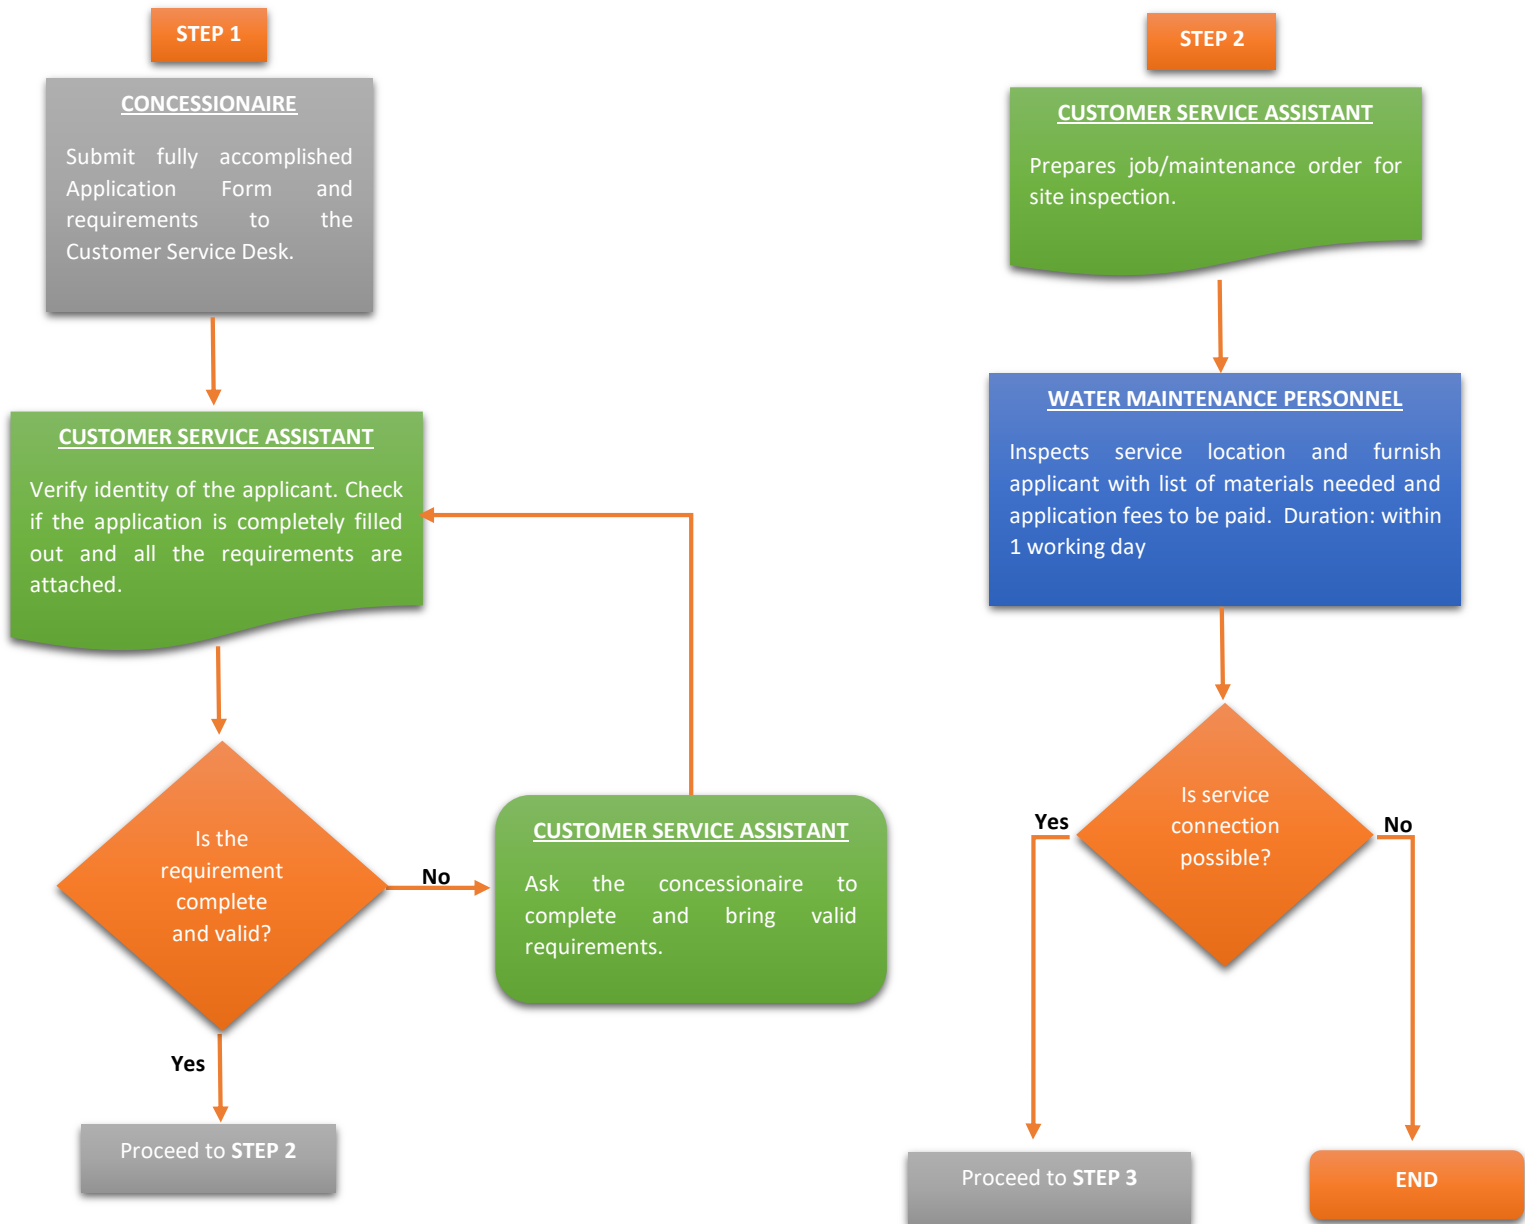 STEP 1
CONCESSIONAIRE
Submit fully accomplished
Application Form and
requirements to the
Customer Service Desk.
CUSTOMER SERVICE ASSISTANT
Verify identity of the applicant. Check
if the application is completely filled
out and all the requirements are
attached.
Is the
requirement
complete
and valid?
No
CUSTOMER SERVICE ASSISTANT
Ask the concessionaire to
complete and bring valid
requirements.
Yes
Proceed to STEP 2
STEP 2
CUSTOMER SERVICE ASSISTANT
Prepares job/maintenance order for
site inspection.
WATER MAINTENANCE PERSONNEL
Inspects service location and furnish
applicant with list of materials needed and
application fees to be paid. Duration: within
1 working day
Is service
connection
possible?
Yes
No
Proceed to STEP 3
END